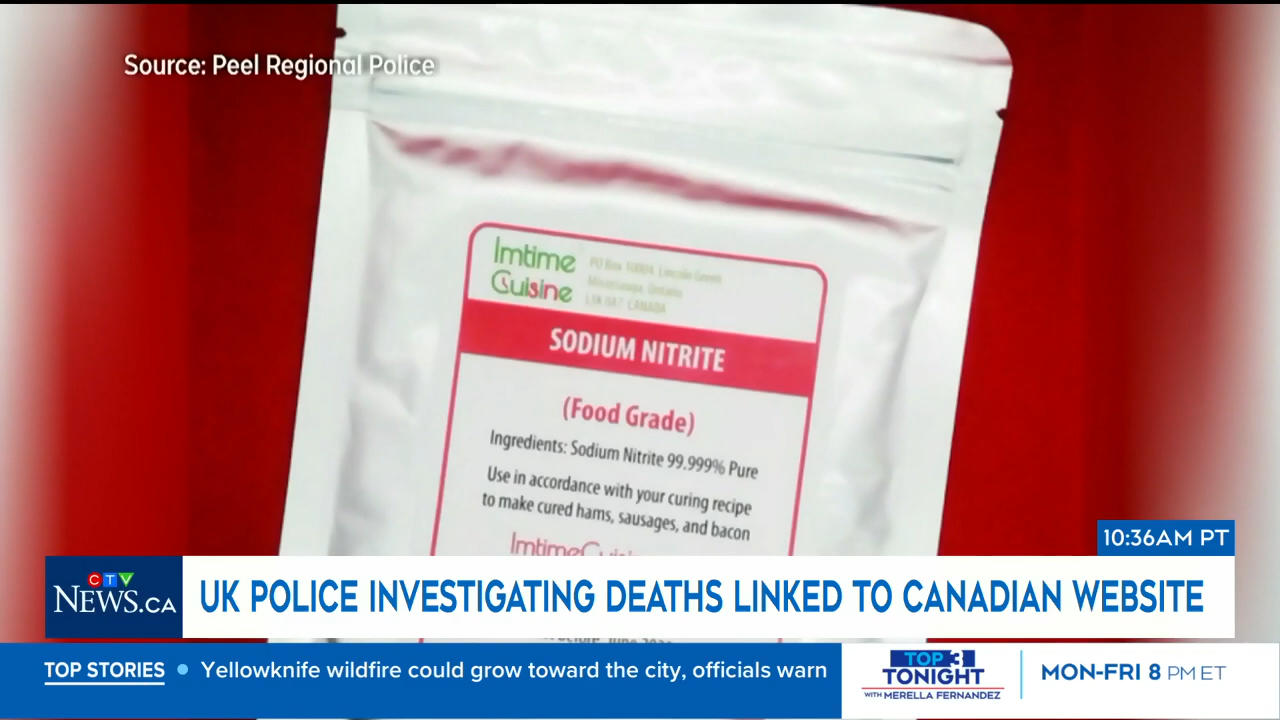 Source: Peel Regional Police
Imtime
Cuisine
Mississauga, Ontario
CANADA
SODIUM NITRITE
(Food Grade)
Ingredients: Sodium Nitrite 99.999% Pure
Use in accordance with your curing recipe
to make cured hams, sausages, and bacon
10:36AM PT
CTV
NEWS.CA
UK POLICE INVESTIGATING DEATHS LINKED TO CANADIAN WEBSITE
TOP STORIES • Yellowknife wildfire could grow toward the city, officials warn
TOP 3
TONIGHT
WITH MERELLA FERNANDEZ
MON-FRI 8 PM ET